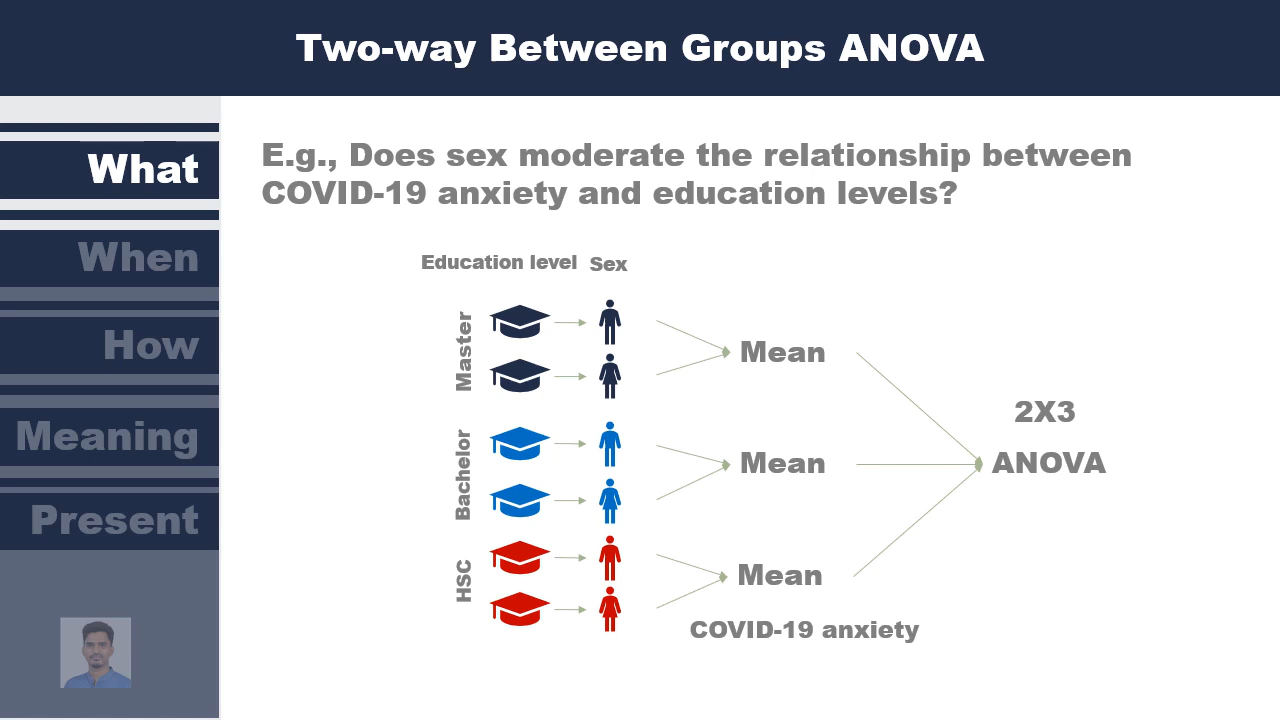 Two-way Between Groups ANOVA
What
When
How
Meaning
Present
E.g., Does sex moderate the relationship between
COVID-19 anxiety and education levels?
Education level
Sex
Master
Bachelor
HSC
Mean
Mean
Mean
COVID-19 anxiety
2X3
ANOVA